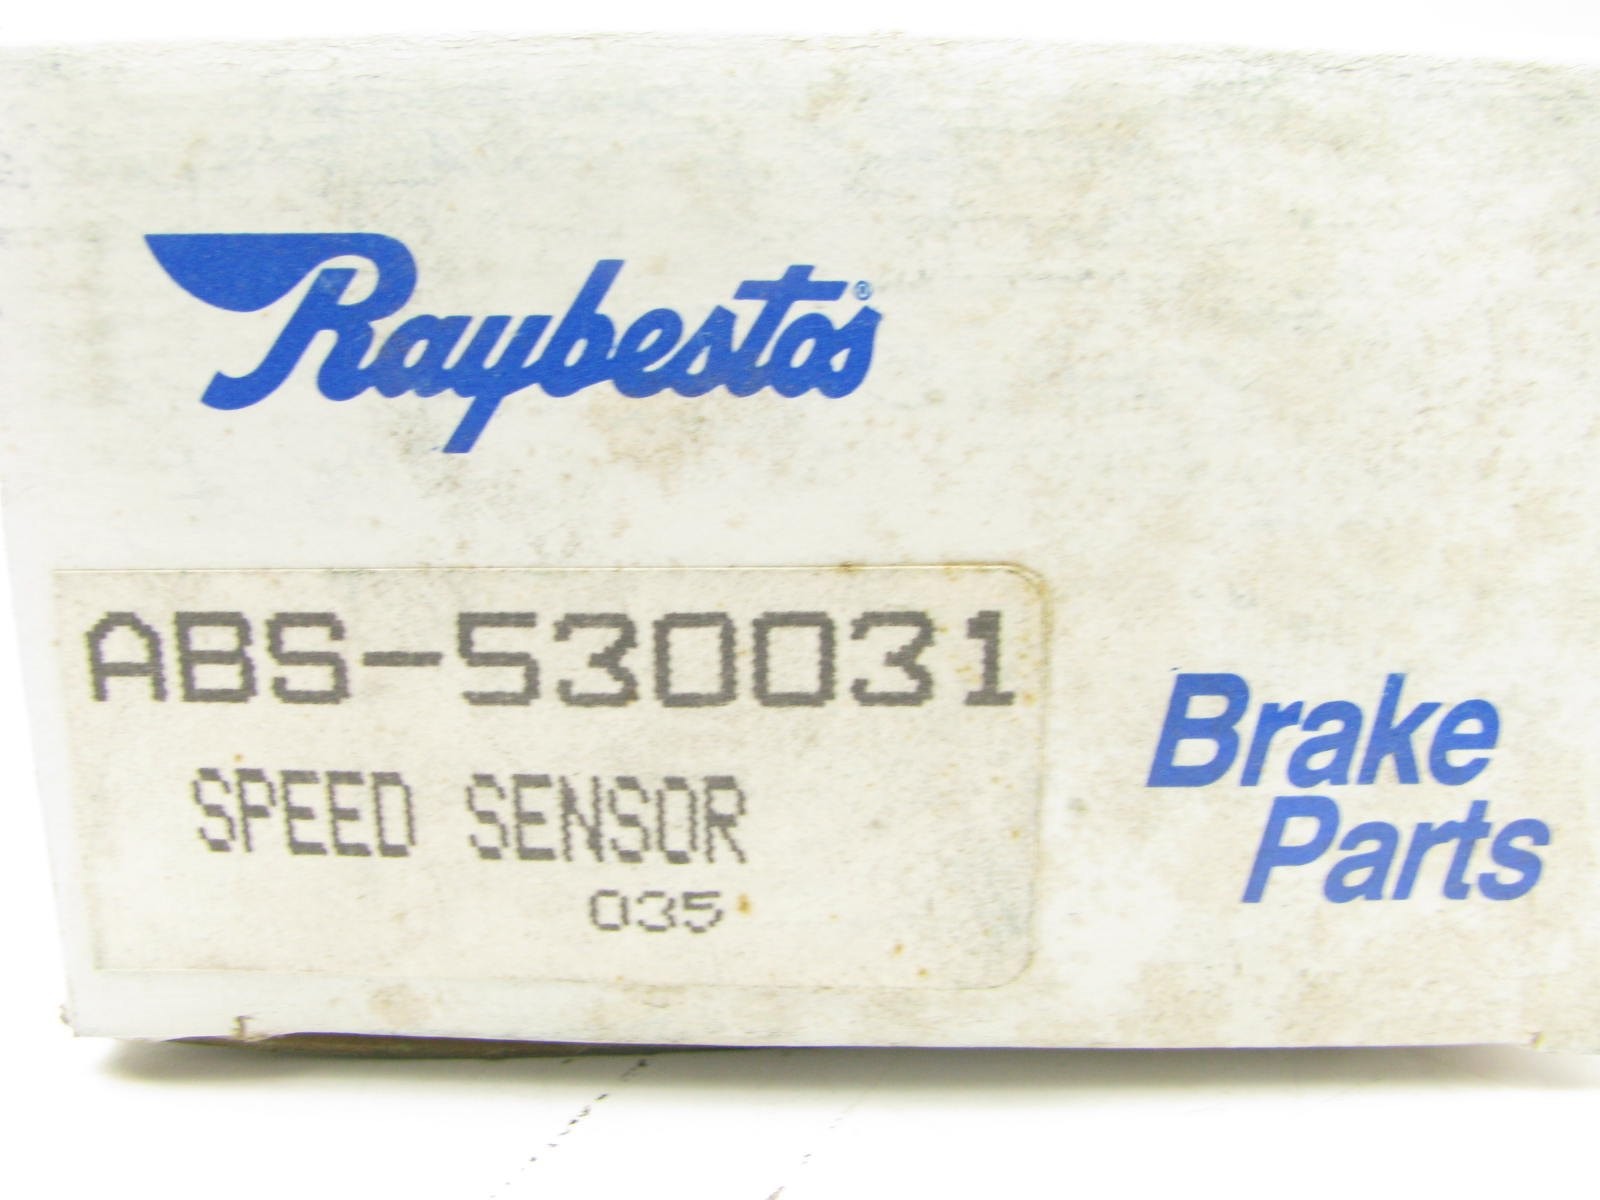 Raybestos®
ABS-530031
SPEED SENSOR
035
Brake
Parts